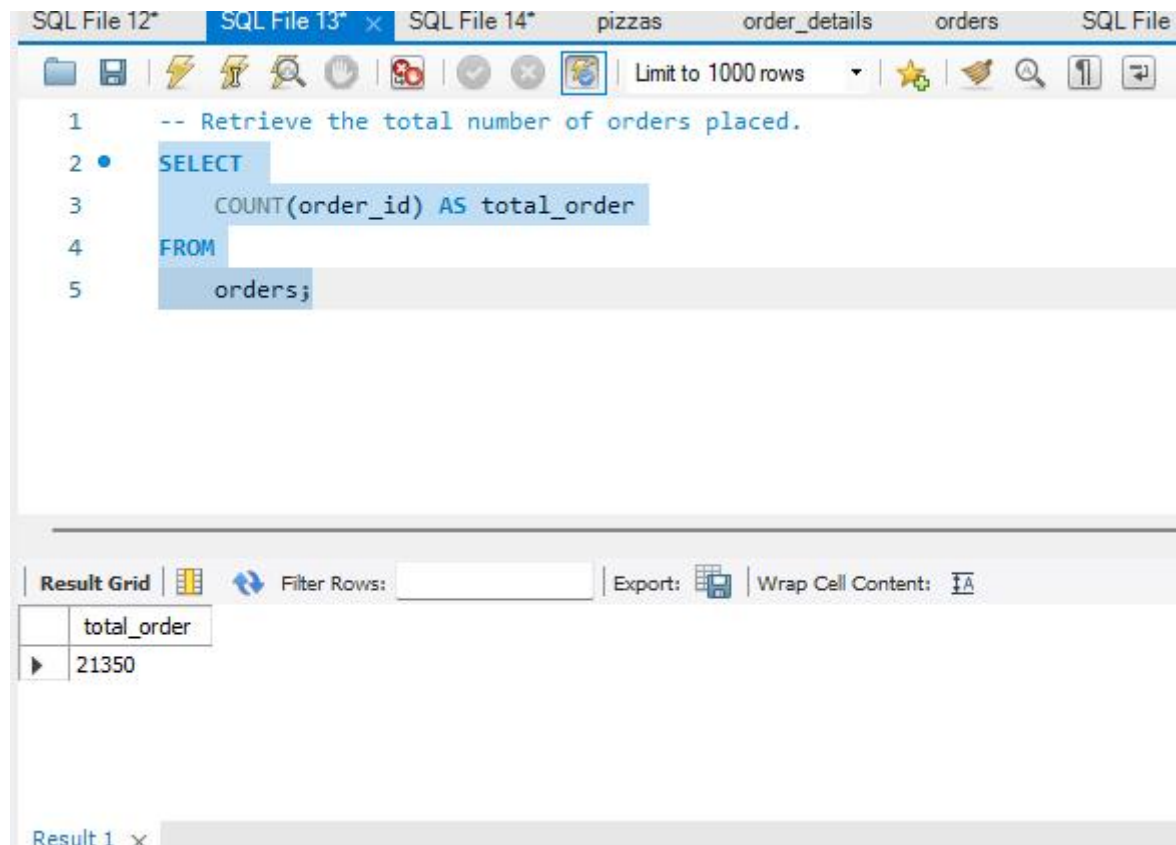 SQL File 12* SQL File 13* SQL File 14* pizzas order_details orders SQL File
Limit to 1000 rows
1 -- Retrieve the total number of orders placed.
2 SELECT
3 COUNT(order_id) AS total_order
4 FROM
5 orders;
Result Grid Filter Rows: Export: Wrap Cell Content: IA
total_order
21350
Result 1